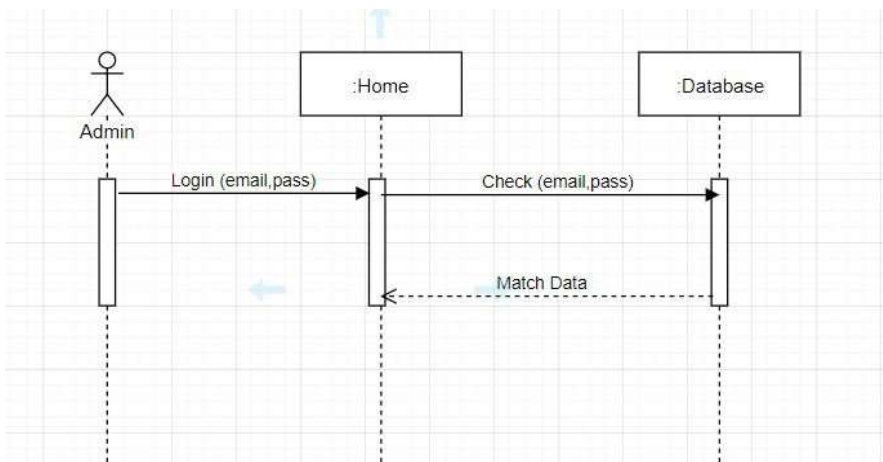 :Home
:Database
Admin
Login (email,pass)
Check (email,pass)
Match Data